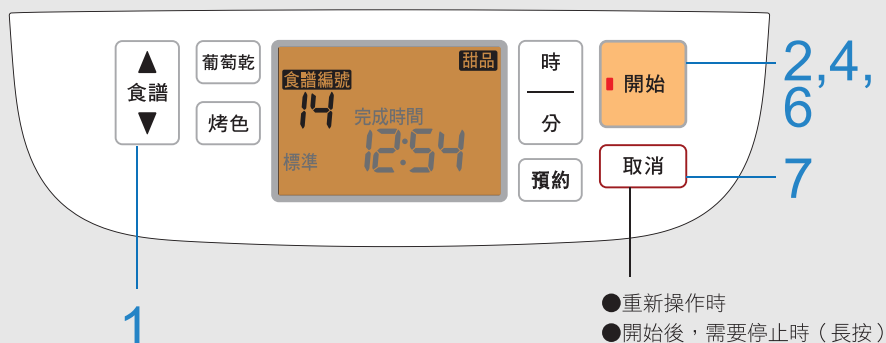 ▲
食譜
▼
葡萄乾
烤色
甜品
食譜編號
14
完成時間
12:54
標準
時
分
預約
開始
取消
2,4,
6
7
1
●重新操作時
●開始後，需要停止時（長按）